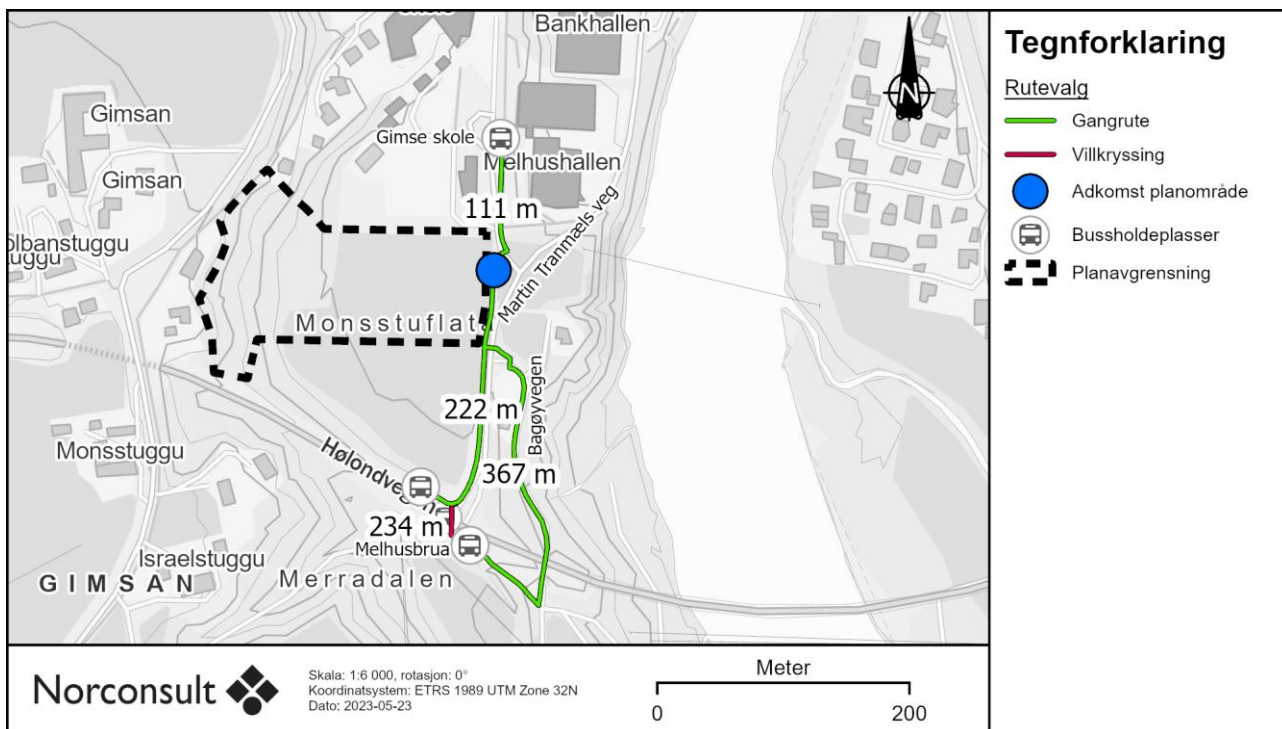 Bankhallen
Gimsan
Gimse skole
Melhushallen
Gimsan
111 m
Martin Tranmæls veg
olbanstuggu
uggu
Monsstuflata
222 m
Bagøyvegen
Monsstuggu
Hølondvegen
367 m
234 m
Melhusbrua
Israelstuggu
GIMSAN
Merradalen
Tegnforklaring
Rutevalg
Gangrute
Villkryssing
Adkomst planområde
Bussholdeplasser
Planavgrensning
N
Norconsult
Skala: 1:6 000, rotasjon: 0°
Koordinatsystem: ETRS 1989 UTM Zone 32N
Dato: 2023-05-23
Meter
0 200